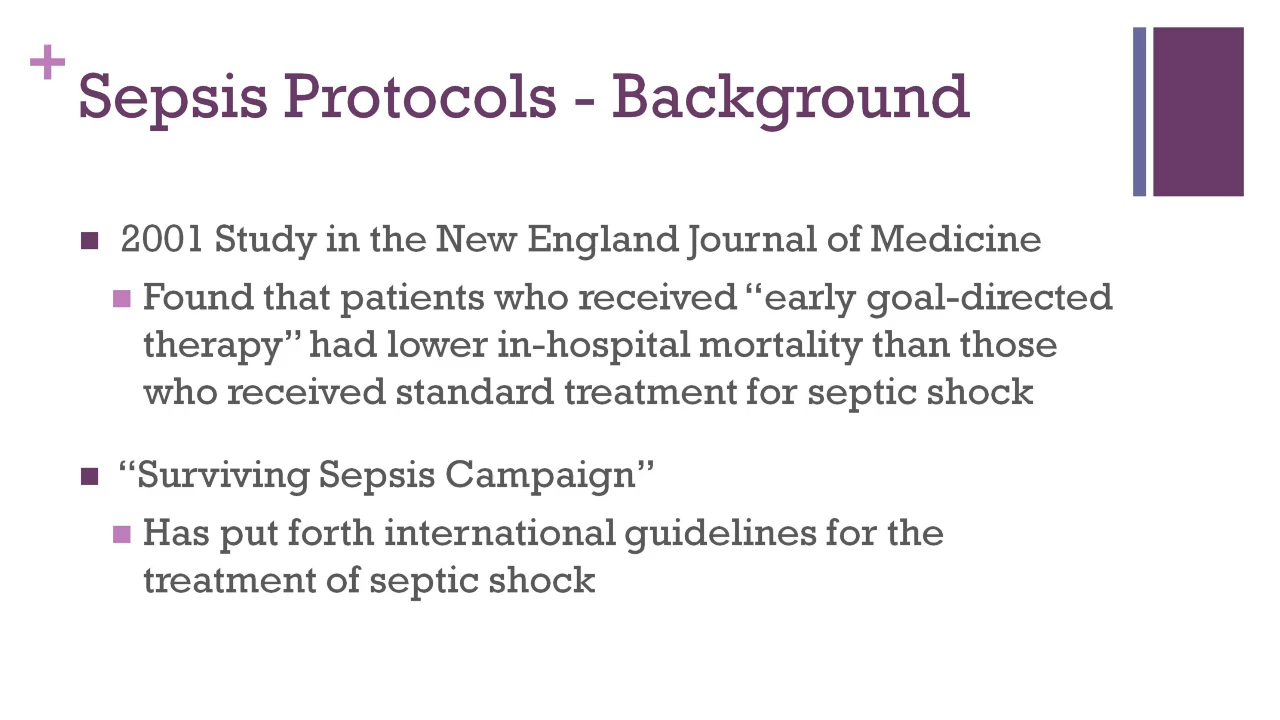 Sepsis Protocols - Background
2001 Study in the New England Journal of Medicine
Found that patients who received “early goal-directed
therapy” had lower in-hospital mortality than those
who received standard treatment for septic shock
“Surviving Sepsis Campaign”
Has put forth international guidelines for the
treatment of septic shock